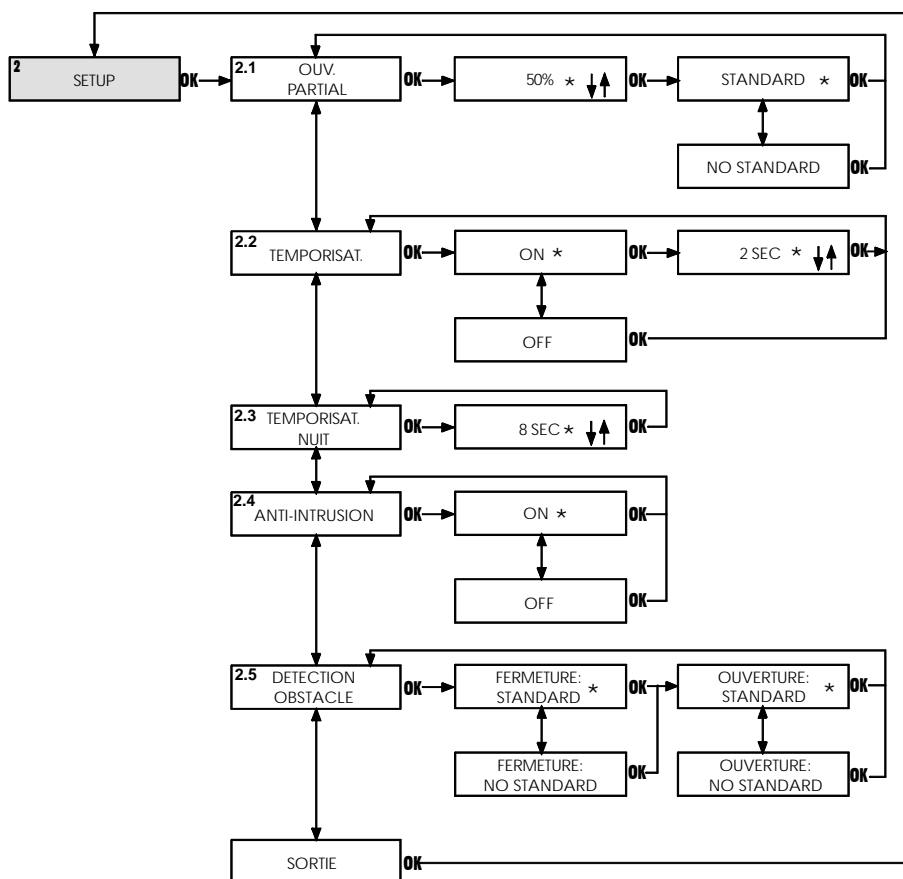 2
SETUP
OK
2.1
OUV.
PARTIAL
OK
50% *
OK
STANDARD *
OK
NO STANDARD
OK
2.2
TEMPORISAT.
OK
ON *
OK
2 SEC *
OK
OFF
OK
2.3
TEMPORISAT.
NUIT
OK
8 SEC *
OK
2.4
ANTI-INTRUSION
OK
ON *
OK
OFF
OK
2.5
DETECTION
OBSTACLE
OK
FERMETURE:
STANDARD *
OK
OUVERTURE:
STANDARD *
OK
FERMETURE:
NO STANDARD
OK
OUVERTURE:
NO STANDARD
OK
SORTIE
OK